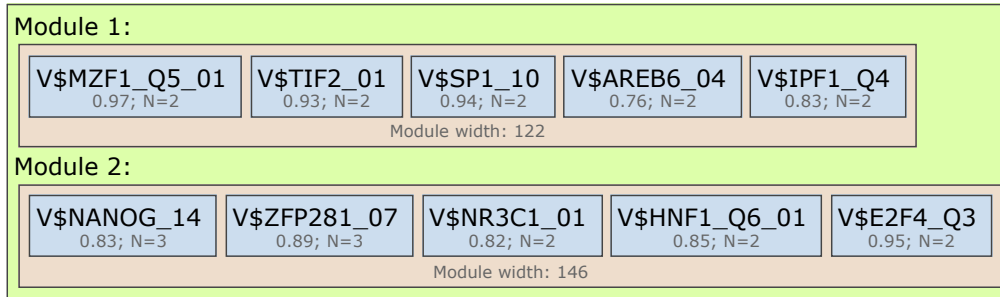 Module 1:
V$MZF1_Q5_01 V$TIF2_01 V$SP1_10 V$AREB6_04 V$IPF1_Q4
0.97; N=2 0.93; N=2 0.94; N=2 0.76; N=2 0.83; N=2
Module width: 122
Module 2:
V$NANOG_14 V$ZFP281_07 V$NR3C1_01 V$HNF1_Q6_01 V$E2F4_Q3
0.83; N=3 0.89; N=3 0.82; N=2 0.85; N=2 0.95; N=2
Module width: 146